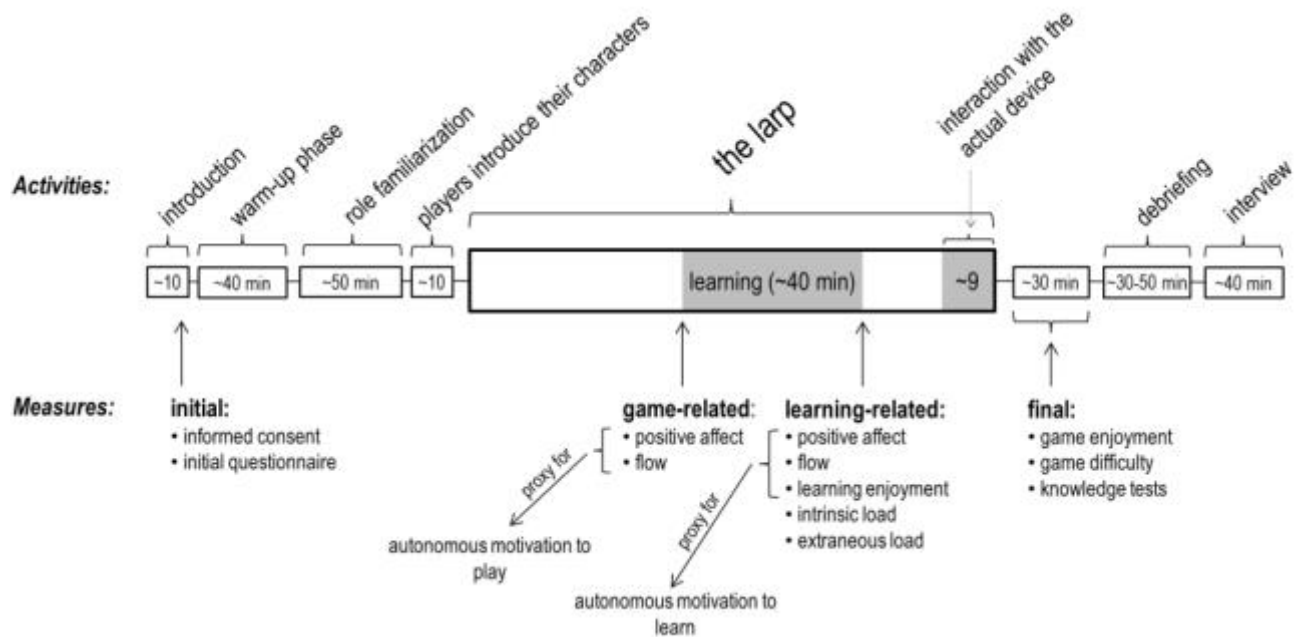 Activities:
introduction
warm-up phase
role familiarization
players introduce their characters
the larp
interaction with the
actual device
debriefing
interview
~10
~40 min
~50 min
~10
learning (~40 min)
~9
~30 min
~30-50 min
~40 min
Measures:
initial:
• informed consent
• initial questionnaire
game-related:
• positive affect
• flow
proxy for
autonomous motivation to
play
learning-related:
• positive affect
• flow
• learning enjoyment
• intrinsic load
• extraneous load
proxy for
autonomous motivation to
learn
final:
• game enjoyment
• game difficulty
• knowledge tests